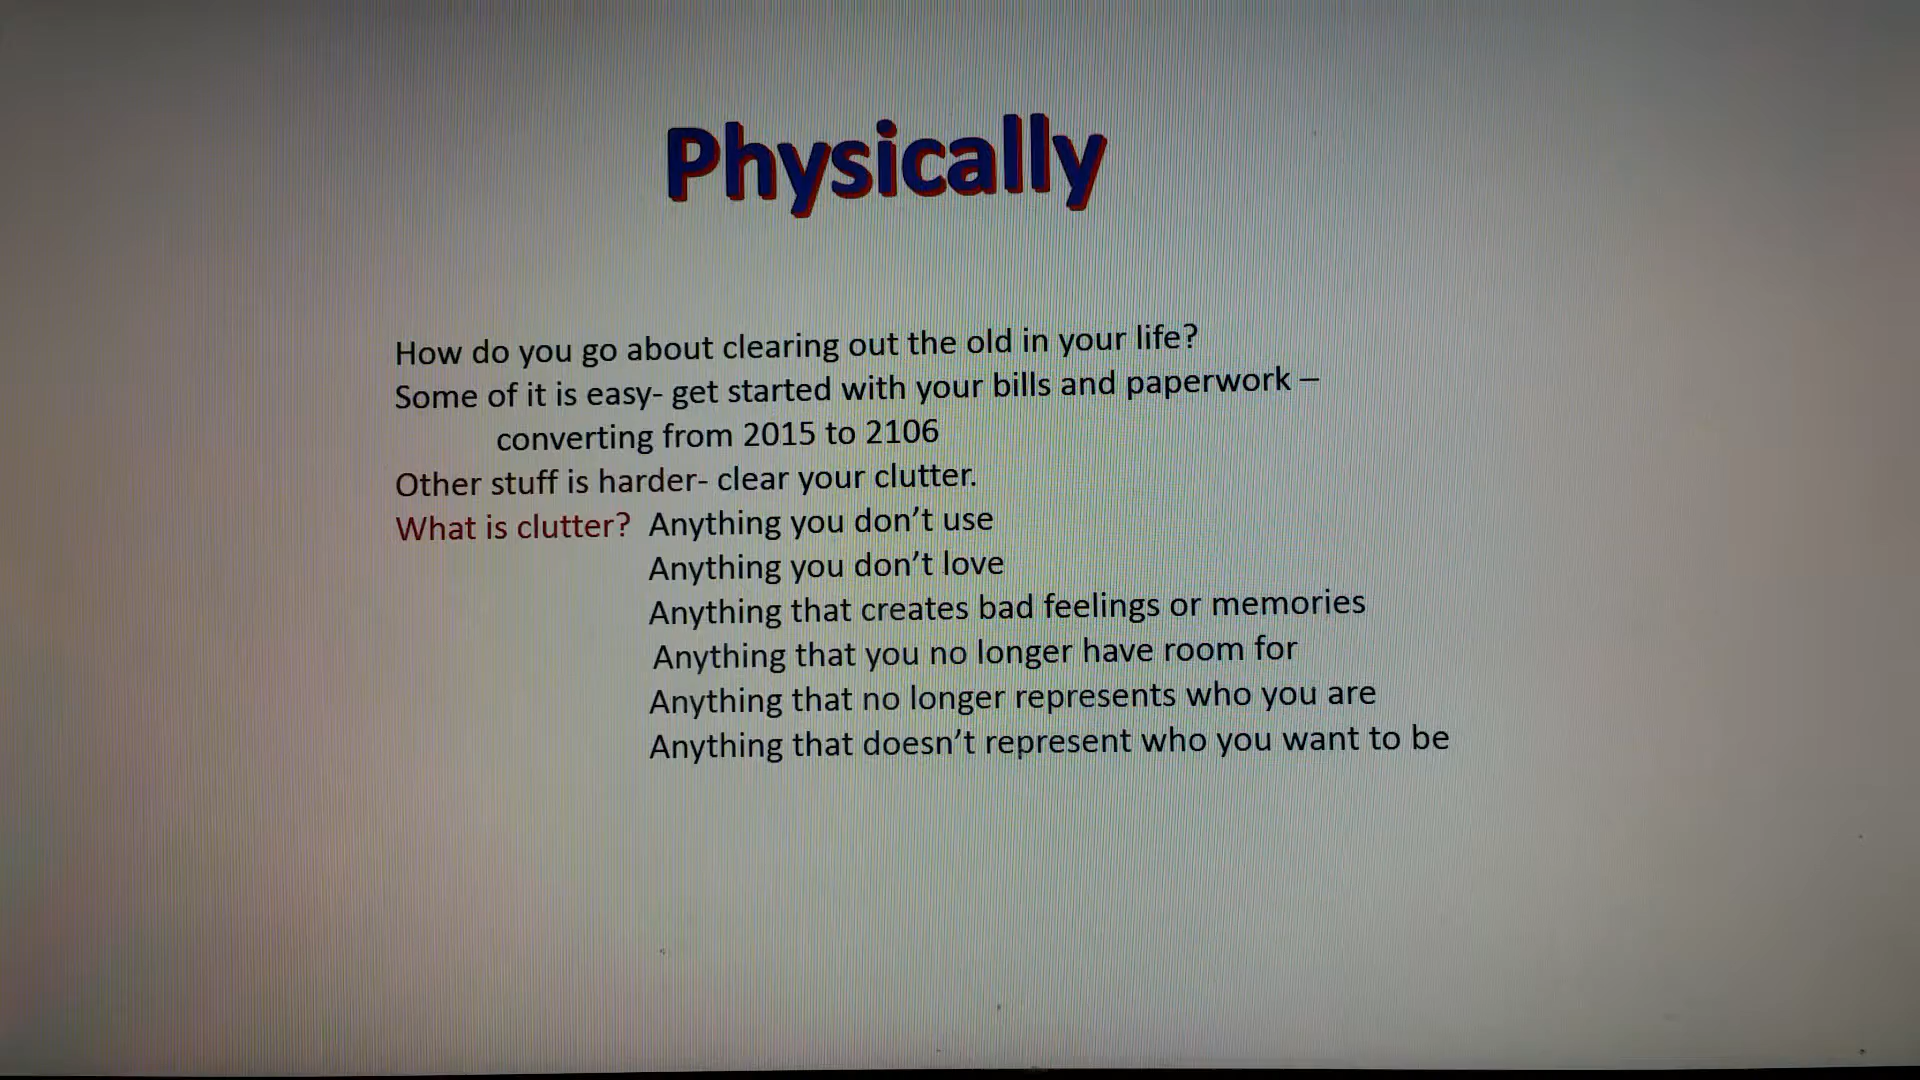 Physically
How do you go about clearing out the old in your life?
Some of it is easy- get started with your bills and paperwork –
converting from 2015 to 2106
Other stuff is harder- clear your clutter.
What is clutter? Anything you don’t use
Anything you don’t love
Anything that creates bad feelings or memories
Anything that you no longer have room for
Anything that no longer represents who you are
Anything that doesn’t represent who you want to be